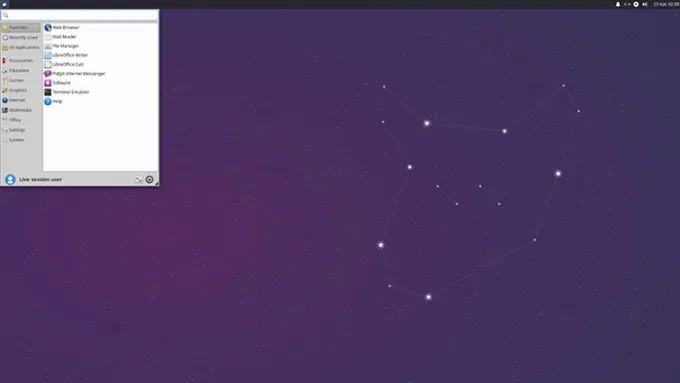 23 Apr, 02:08
Favorites
Recently Used
All Applications
Accessories
Education
Games
Graphics
Internet
Multimedia
Office
Settings
System
Web Browser
Mail Reader
File Manager
LibreOffice Writer
LibreOffice Calc
Pidgin Internet Messenger
Software
Terminal Emulator
Help
Live session user